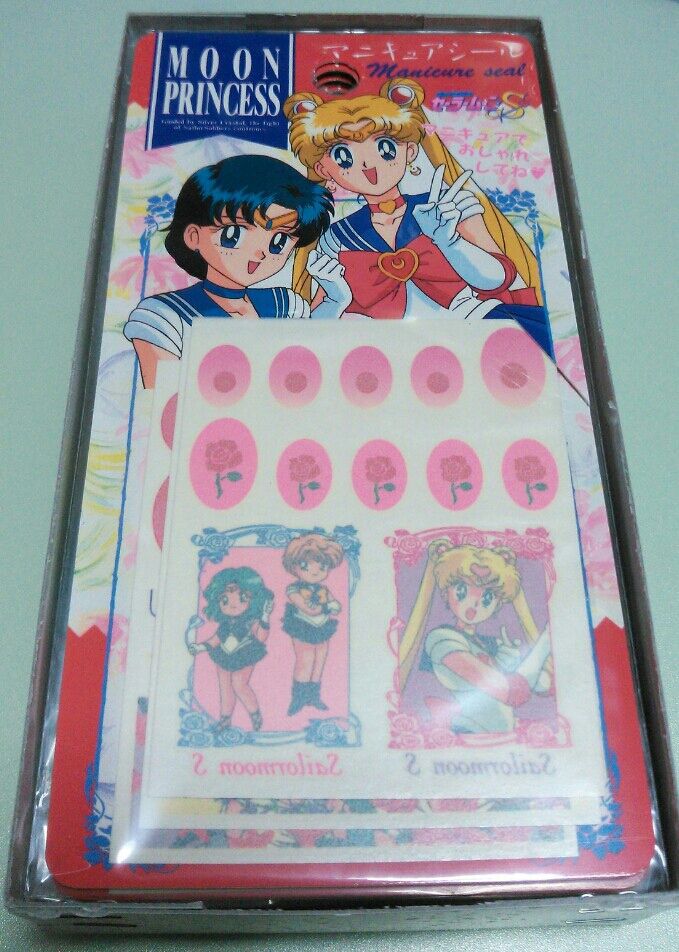 MOON
PRINCESS
Guided by Silver Crystal, the fight
of Sailor Soldiers continues.
マニキュアシール
Manicure seal
セーラームーンS
マニキュアで
おしゃれ
してね♥
Sailormoon S
Sailormoon S